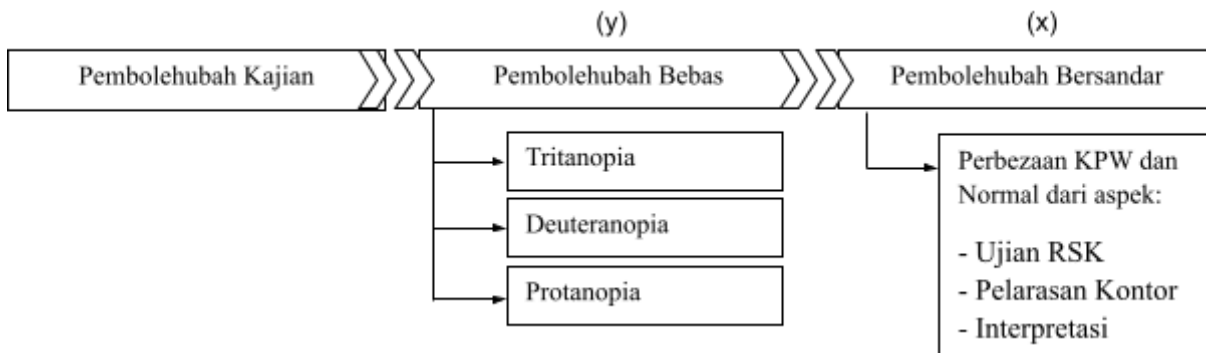 (y)
(x)
Pembolehubah Kajian
Pembolehubah Bebas
Pembolehubah Bersandar
Tritanopia
Deuteranopia
Protanopia
Perbezaan KPW dan
Normal dari aspek:
- Ujian RSK
- Pelarasan Kontor
- Interpretasi